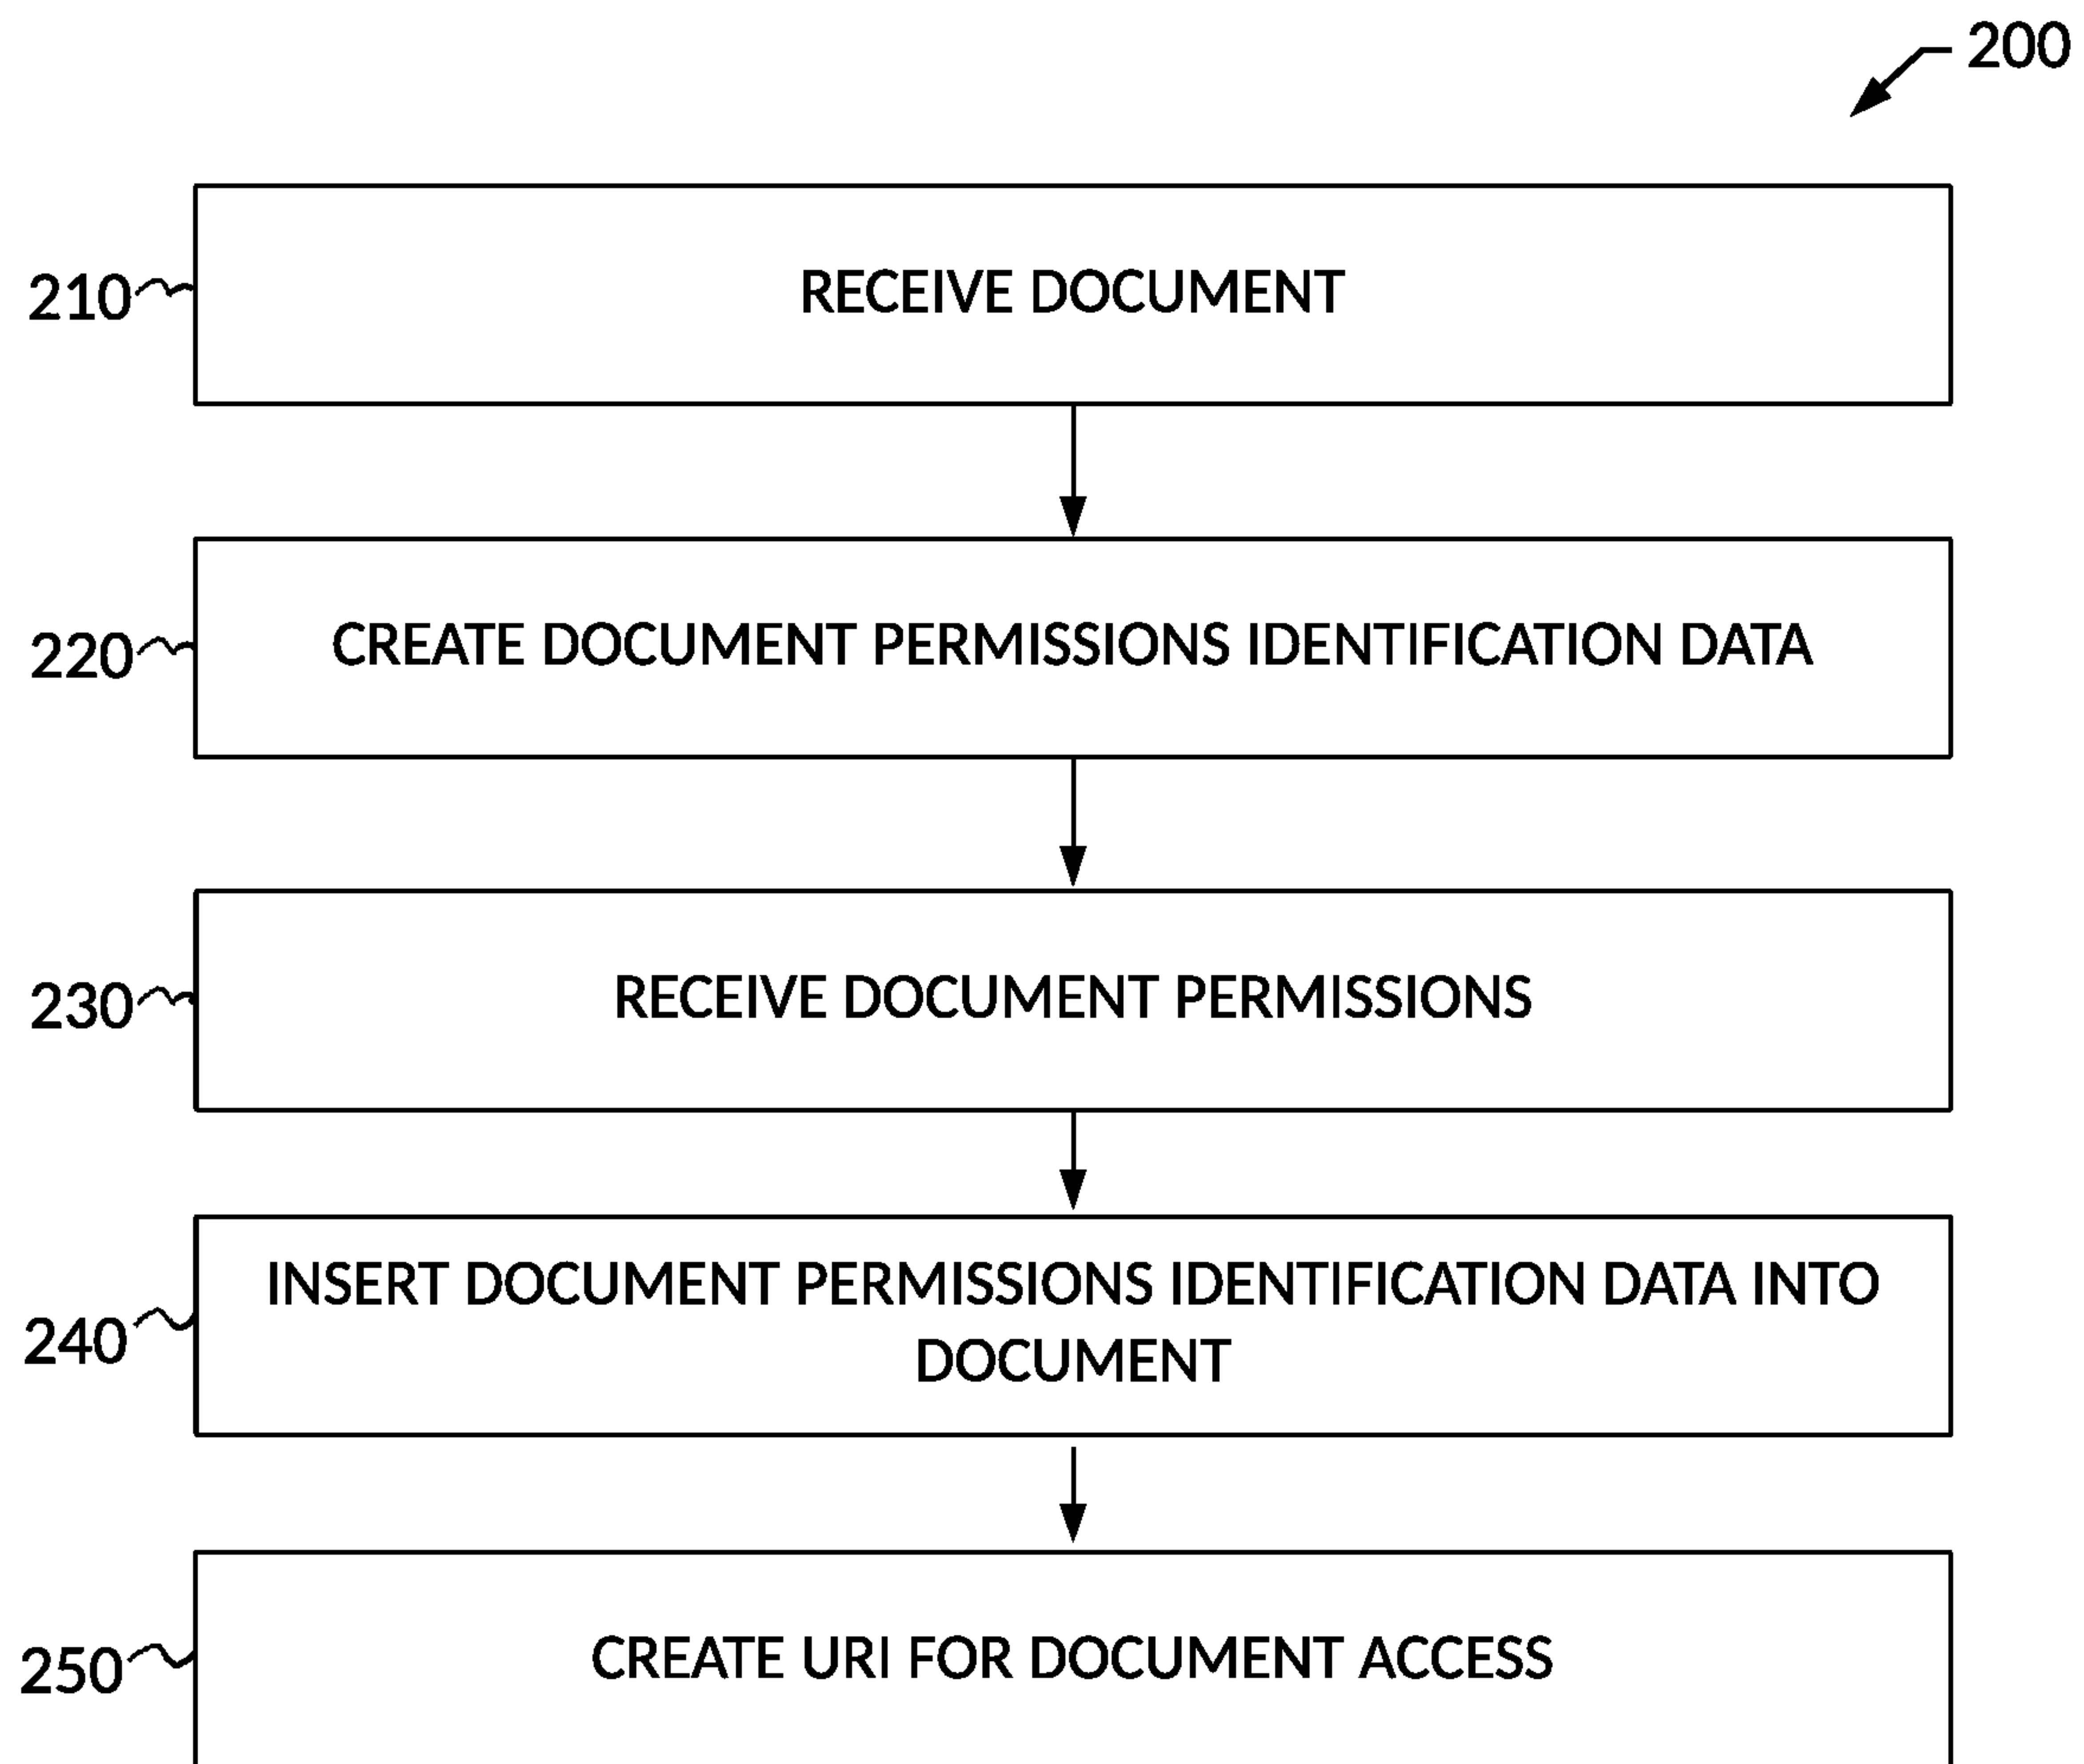 200
210
RECEIVE DOCUMENT
220
CREATE DOCUMENT PERMISSIONS IDENTIFICATION DATA
230
RECEIVE DOCUMENT PERMISSIONS
240
INSERT DOCUMENT PERMISSIONS IDENTIFICATION DATA INTO
DOCUMENT
250
CREATE URI FOR DOCUMENT ACCESS